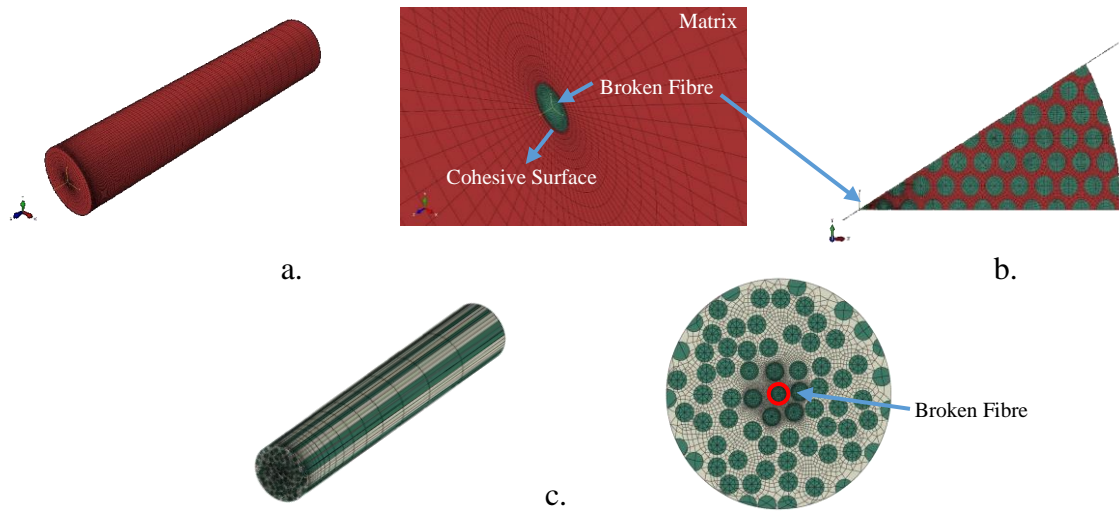 Matrix
Broken Fibre
Cohesive Surface
a.
b.
Broken Fibre
c.